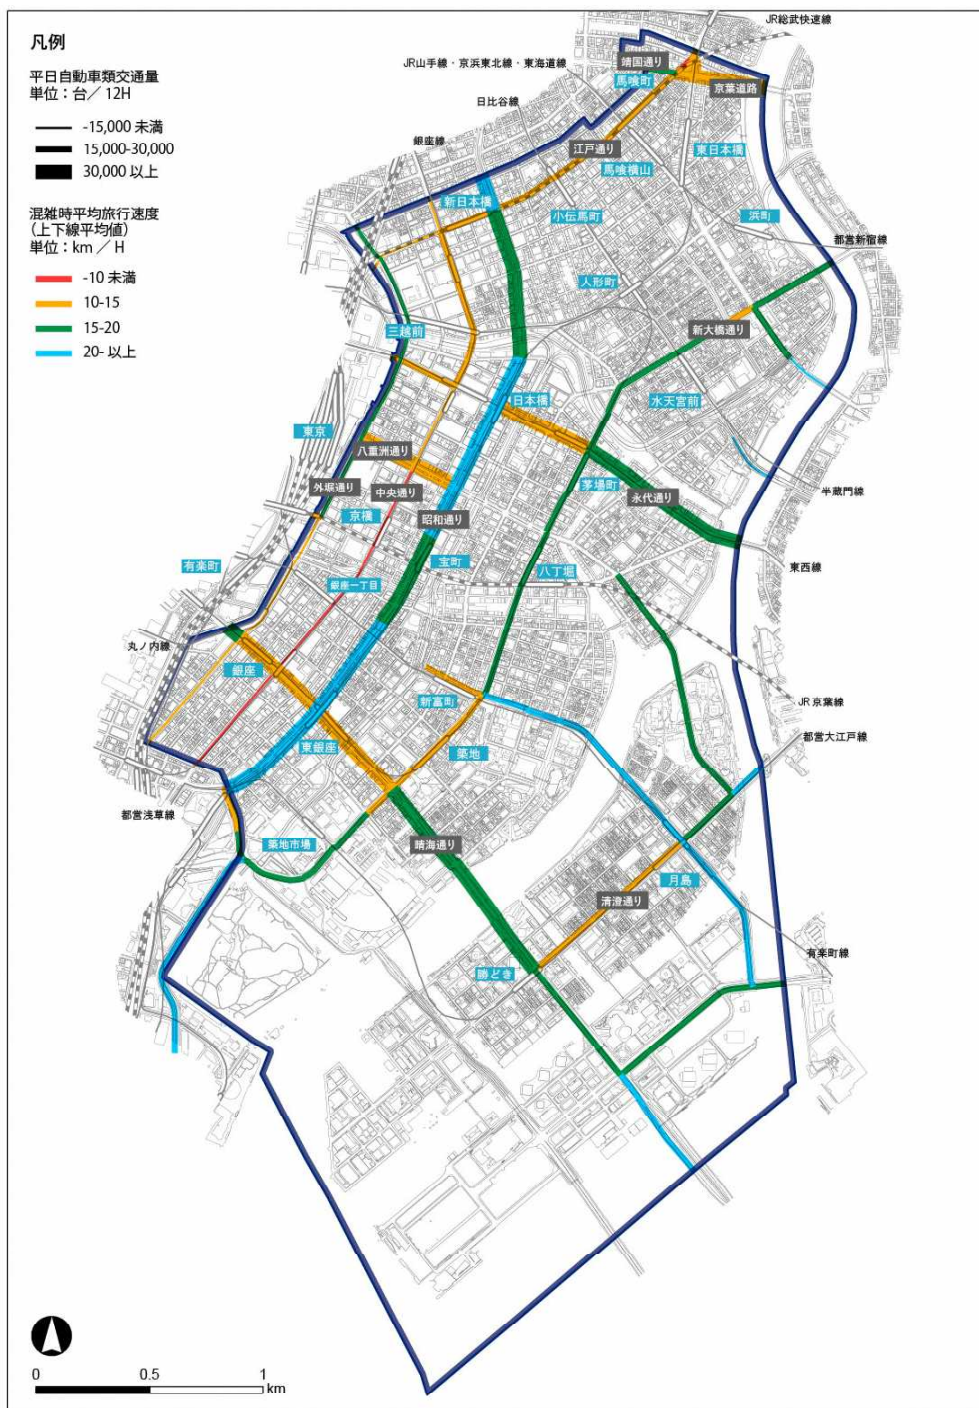 凡例
平日自動車類交通量
単位：台／12H
-15,000 未満
15,000-30,000
30,000 以上
混雑時平均旅行速度
（上下線平均値）
単位：km／H
-10 未満
10-15
15-20
20- 以上
JR総武快速線
靖国通り
JR山手線・京浜東北線・東海道線
馬喰町
京葉道路
日比谷線
銀座線
江戸通り
東日本橋
馬喰横山
新日本橋
小伝馬町
浜町
都営新宿線
人形町
三越前
新大橋通り
日本橋
水天宮前
東京
八重洲通り
外堀通り
中央通り
茅場町
永代通り
半蔵門線
京橋
昭和通り
有楽町
宝町
八丁堀
東西線
銀座一丁目
丸ノ内線
銀座
新富町
JR京葉線
東銀座
築地
都営大江戸線
都営浅草線
築地市場
晴海通り
月島
清澄通り
有楽町線
勝どき
0
0.5
1
km